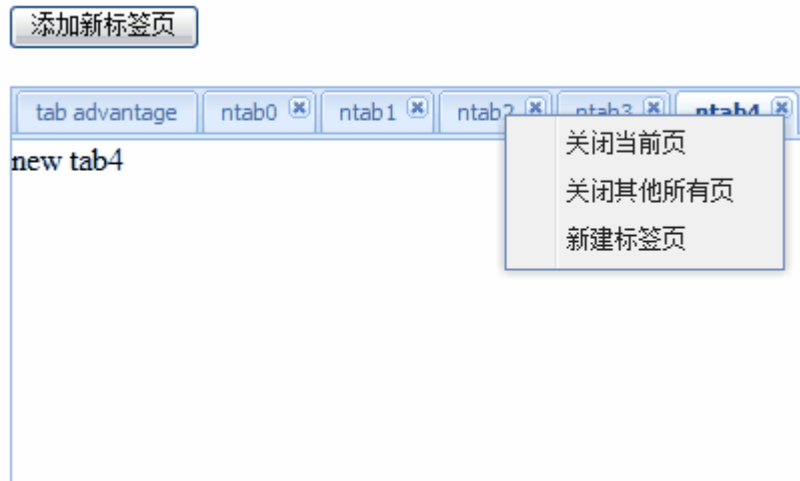 添加新标签页
tab advantage ntab0 ntab1 ntab2 ntab3 ntab4
new tab4
关闭当前页
关闭其他所有页
新建标签页